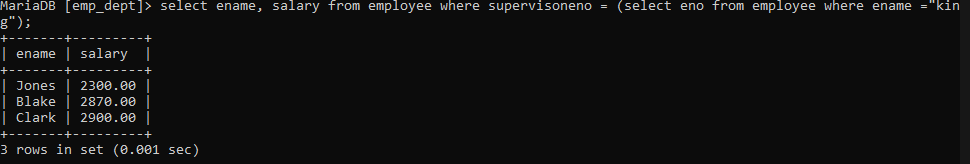 MariaDB [emp_dept]> select ename, salary from employee where supervisoneno = (select eno from employee where ename ="kin
g");
+-------+---------+
| ename | salary  |
+-------+---------+
| Jones | 2300.00 |
| Blake | 2870.00 |
| Clark | 2900.00 |
+-------+---------+
3 rows in set (0.001 sec)